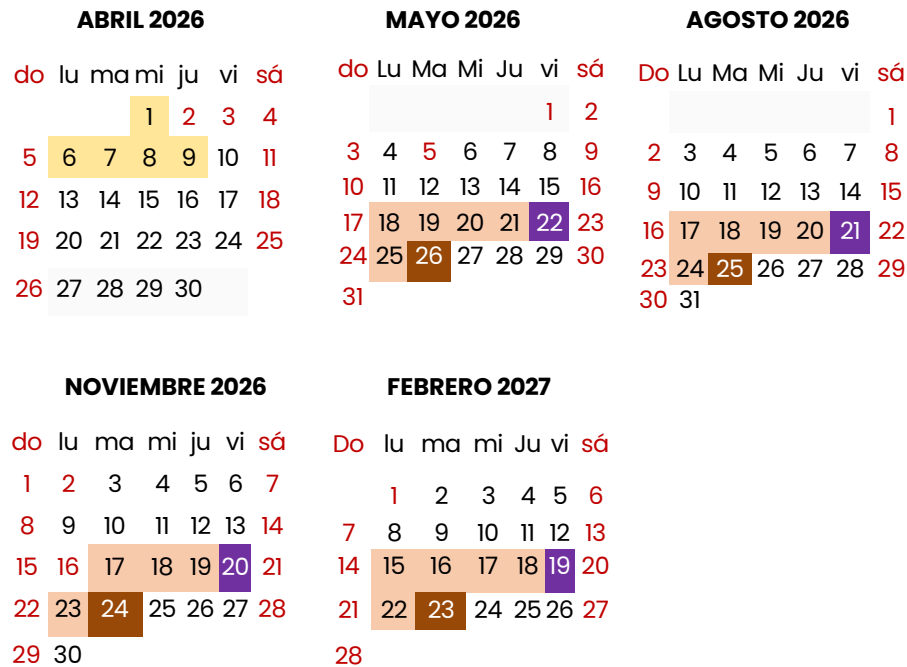 ABRIL 2026
do lu ma mi ju vi sá
1 2 3 4
5 6 7 8 9 10 11
12 13 14 15 16 17 18
19 20 21 22 23 24 25
26 27 28 29 30
MAYO 2026
do Lu Ma Mi Ju vi sá
1 2
3 4 5 6 7 8 9
10 11 12 13 14 15 16
17 18 19 20 21 22 23
24 25 26 27 28 29 30
31
AGOSTO 2026
Do Lu Ma Mi Ju vi sá
1
2 3 4 5 6 7 8
9 10 11 12 13 14 15
16 17 18 19 20 21 22
23 24 25 26 27 28 29
30 31
NOVIEMBRE 2026
do lu ma mi ju vi sá
1 2 3 4 5 6 7
8 9 10 11 12 13 14
15 16 17 18 19 20 21
22 23 24 25 26 27 28
29 30
FEBRERO 2027
Do lu ma mi Ju vi sá
1 2 3 4 5 6
7 8 9 10 11 12 13
14 15 16 17 18 19 20
21 22 23 24 25 26 27
28